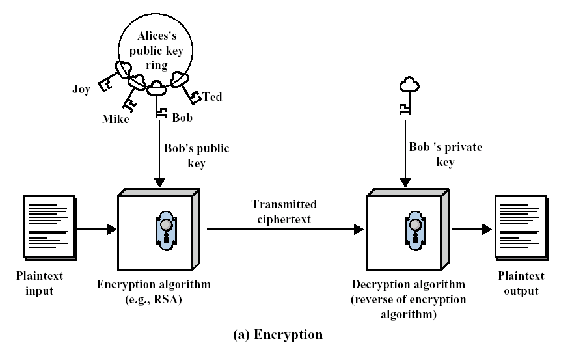 Alices's
public key
ring
Joy
Mike
Bob
Ted
Bob's public
key
Bob 's private
key
Transmitted
ciphertext
Plaintext
input
Encryption algorithm
(e.g., RSA)
Decryption algorithm
(reverse of encryption
algorithm)
Plaintext
output
(a) Encryption